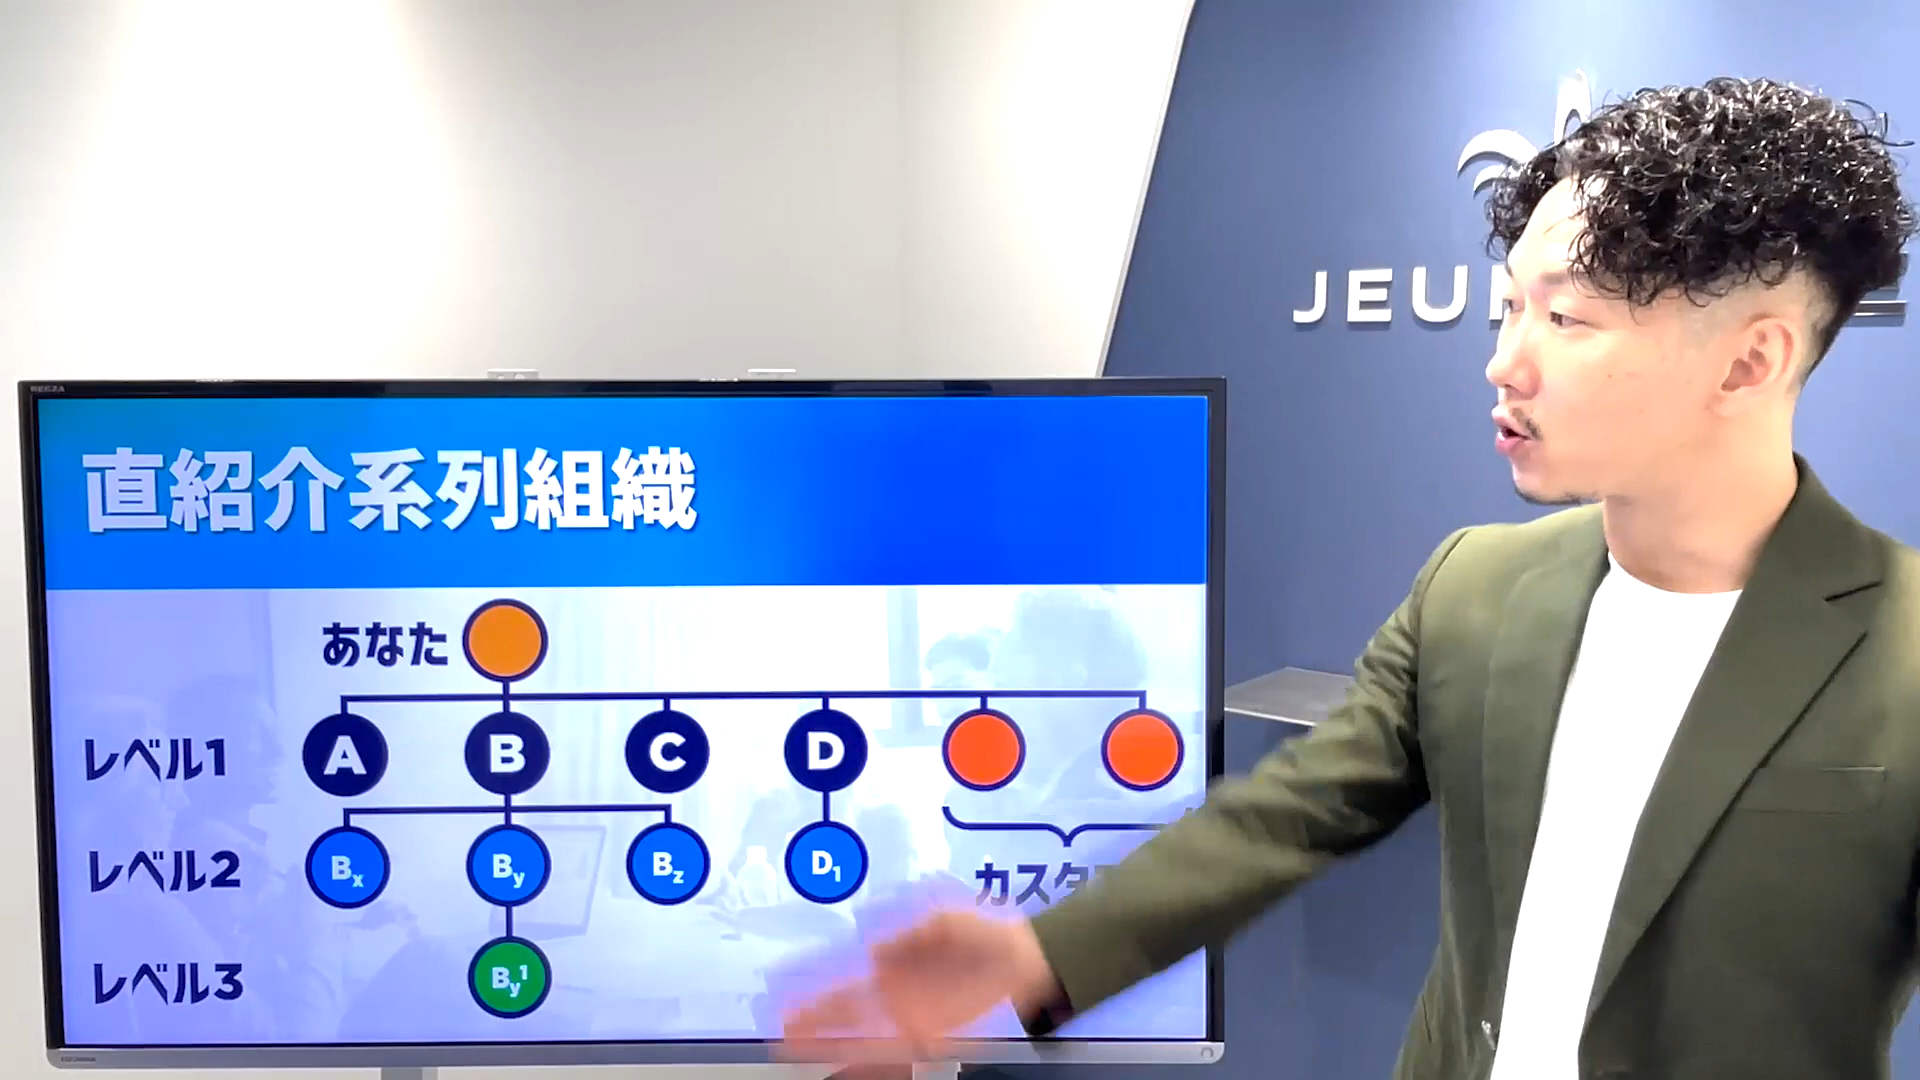 JEU
REGZA
直紹介系列組織
あなた
レベル1 A B C D
レベル2 Bx By Bz D1
カスタ
レベル3 By1